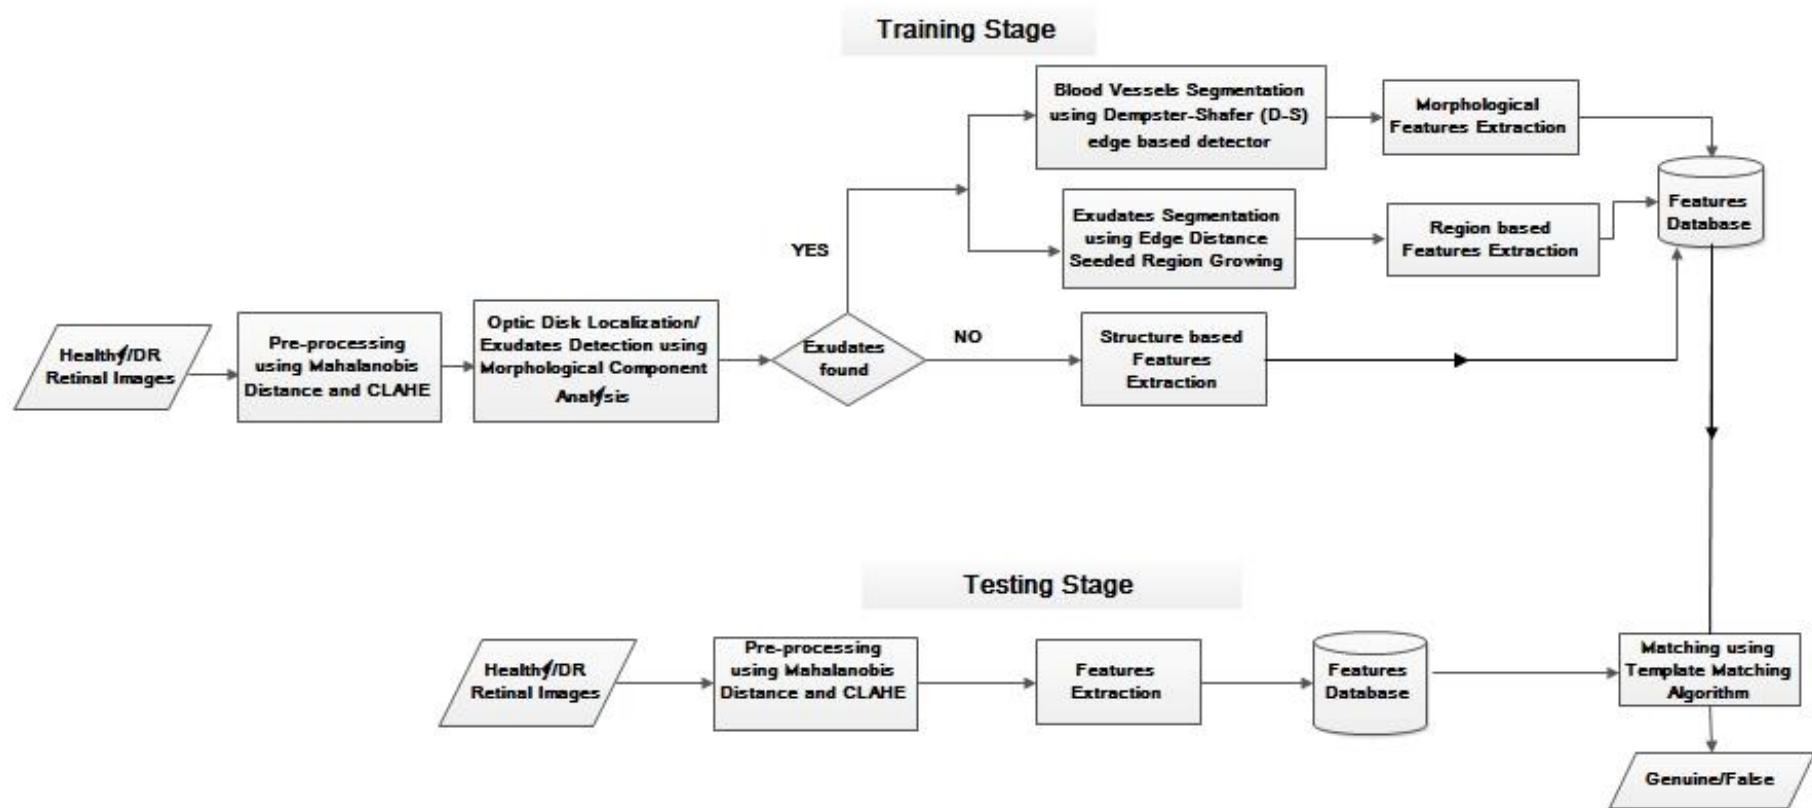 Training Stage
Blood Vessels Segmentation
using Dempster-Shafer (D-S)
edge based detector
Morphological
Features Extraction
Features
Database
Exudates Segmentation
using Edge Distance
Seeded Region Growing
Region based
Features Extraction
YES
Healthy/DR
Retinal Images
Pre-processing
using Mahalanobis
Distance and CLAHE
Optic Disk Localization/
Exudates Detection using
Morphological Component
Analysis
Exudates
found
NO
Structure based
Features
Extraction
Testing Stage
Healthy/DR
Retinal Images
Pre-processing
using Mahalanobis
Distance and CLAHE
Features
Extraction
Features
Database
Matching using
Template Matching
Algorithm
Genuine/False